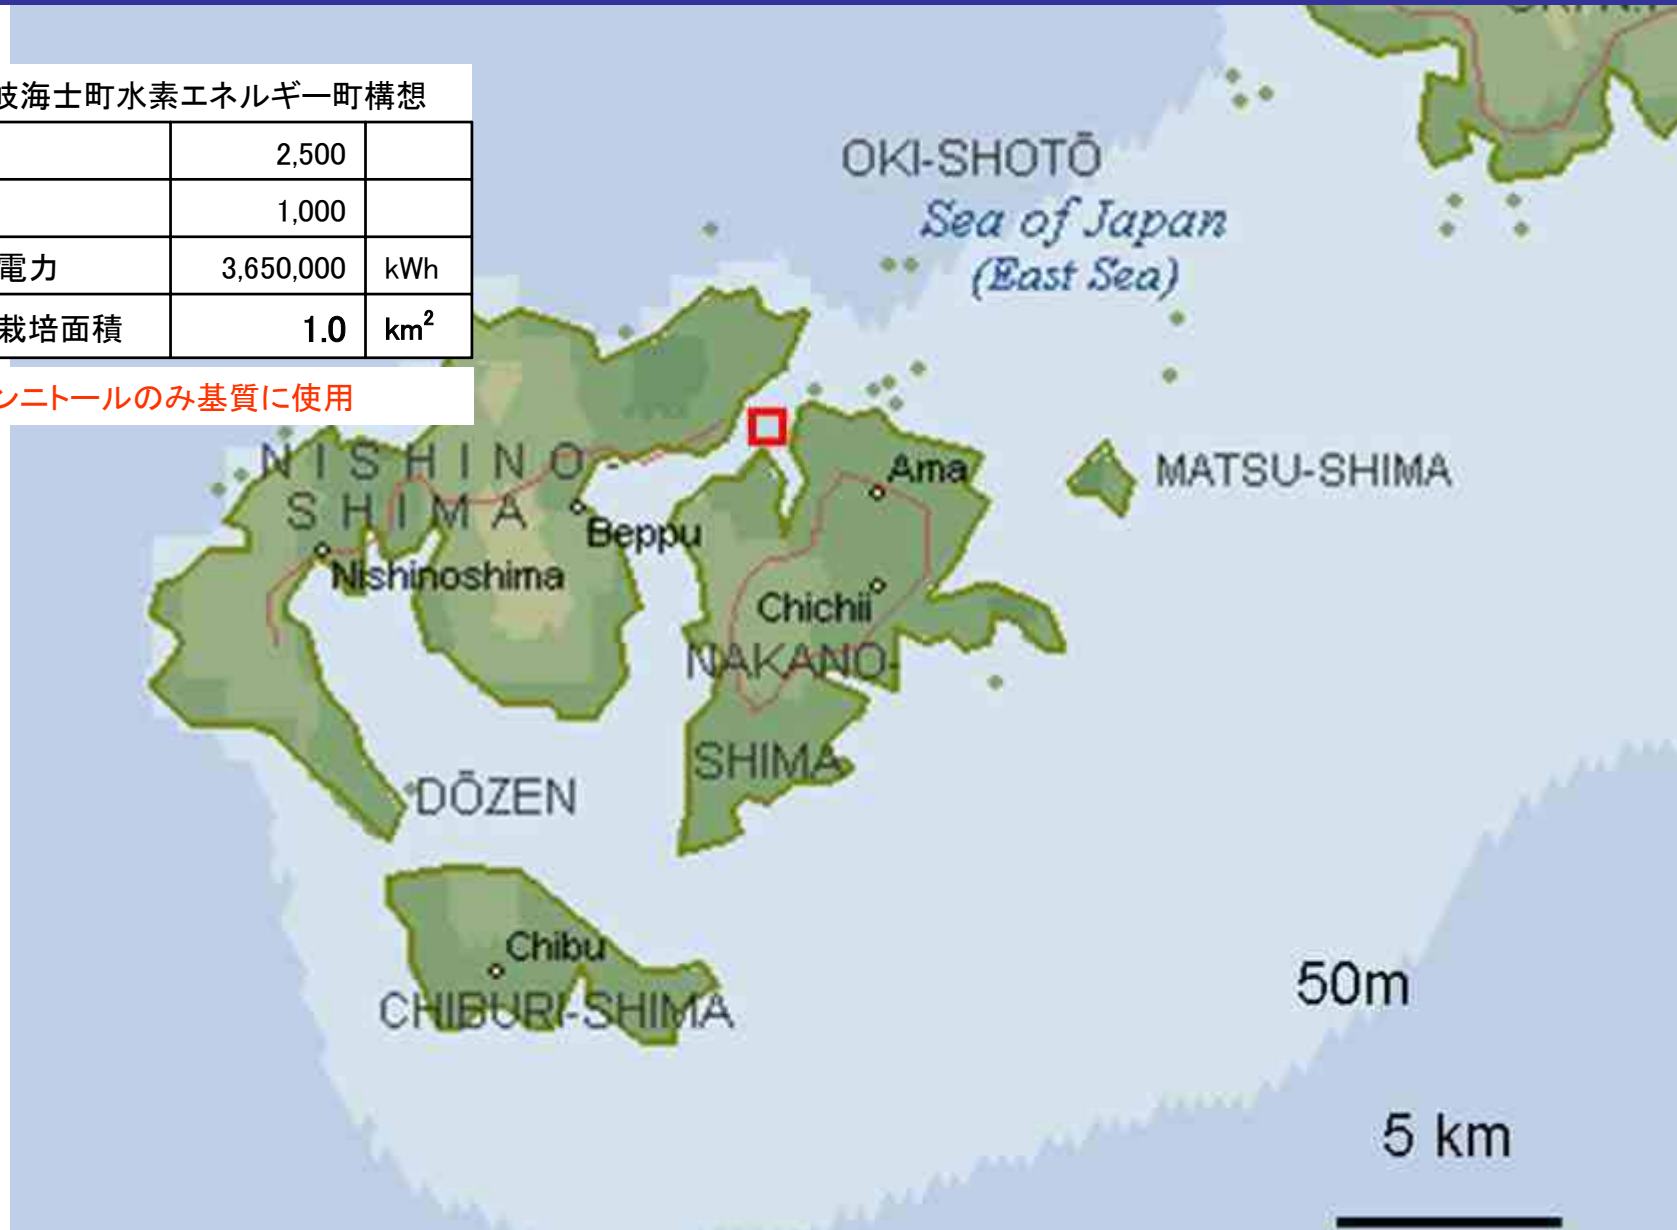 岐海士町水素エネルギー町構想
2,500
1,000
電力 3,650,000 kWh
栽培面積 1.0 km²
ンニトールのみ基質に使用
OKI-SHOTŌ
Sea of Japan
(East Sea)
NISHINO-
SHIMA
Beppu
Nishinoshima
Ama
MATSU-SHIMA
Chichii
NAKANO-
SHIMA
DŌZEN
Chibu
CHIBURI-SHIMA
50m
5 km